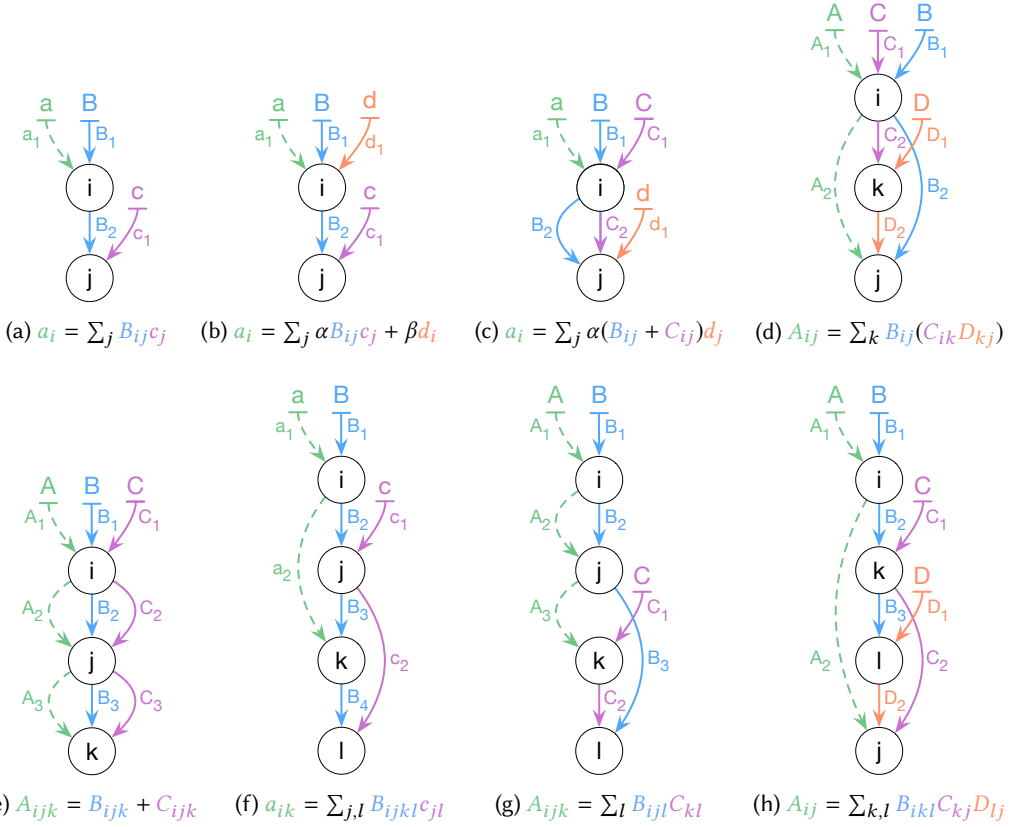 A C B
A₁ C₁ B₁
a B
a₁ B₁
i
j
B₂ c
c₁
(a) aᵢ = ∑ⱼ Bᵢⱼcⱼ
a B d
a₁ B₁ d₁
i
B₂ c
c₁
j
(b) aᵢ = ∑ⱼ αBᵢⱼcⱼ + βdᵢ
a B C
a₁ B₁ C₁
i
d
B₂ C₂ d₁
j
(c) aᵢ = ∑ⱼ α(Bᵢⱼ + Cᵢⱼ)dⱼ
i
D
C₂ D₁
k
A₂ B₂
D₂
j
(d) Aᵢⱼ = ∑ₖ Bᵢⱼ(CᵢₖDₖⱼ)
A B C
A₁ B₁ C₁
i
A₂ B₂ C₂
j
A₃ B₃ C₃
k
) Aᵢⱼₖ = Bᵢⱼₖ + Cᵢⱼₖ
a B
a₁ B₁
i
c
B₂ c₁
a₂ j
B₃
k c₂
B₄
l
(f) aᵢₖ = ∑ⱼ,ₗ Bᵢⱼₖₗcⱼₗ
A B
A₁ B₁
i
A₂ B₂
j
C
A₃ C₁
k B₃
C₂
l
(g) Aᵢⱼₖ = ∑ₗ BᵢⱼₗCₖₗ
A B
A₁ B₁
i
C
B₂ C₁
k
D
B₃ D₁
A₂ l C₂
D₂
j
(h) Aᵢⱼ = ∑ₖ,ₗ BᵢₖₗCₖⱼDₗⱼ